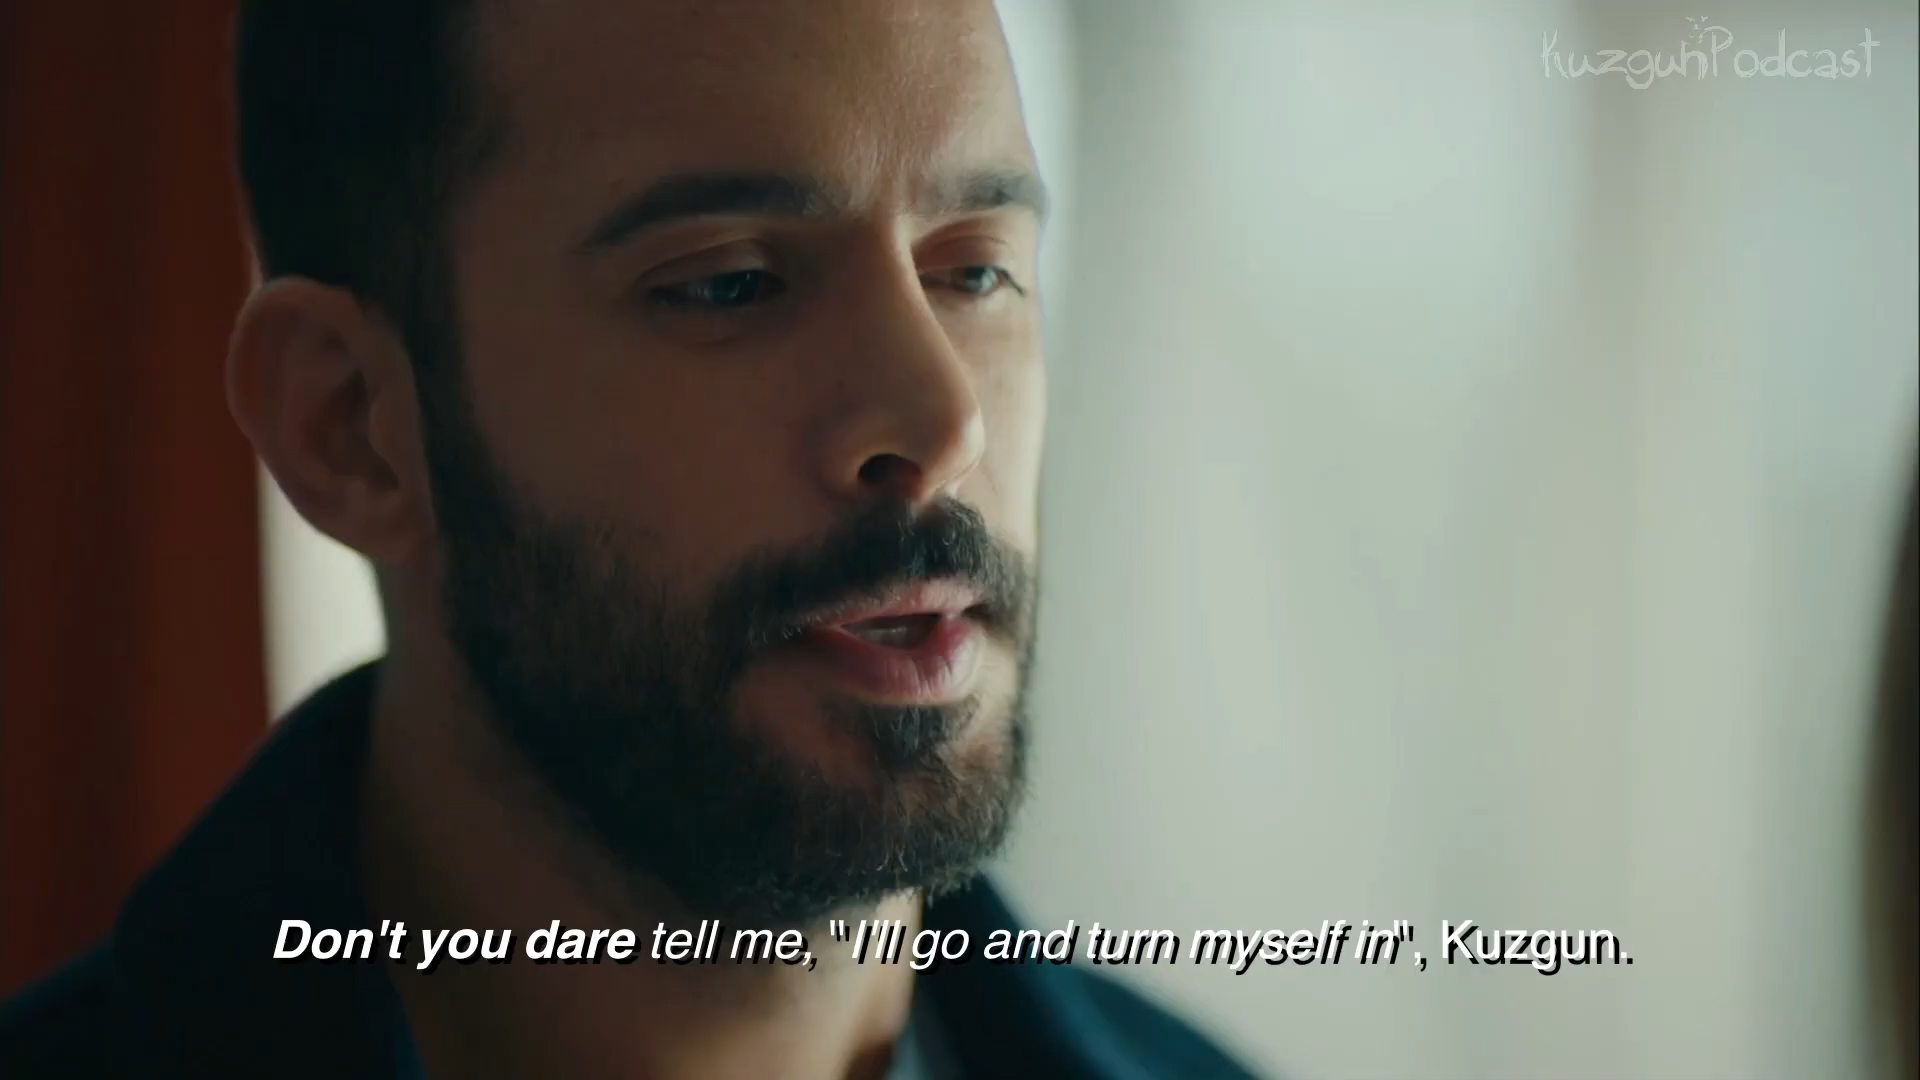 KuzgunPodcast
Don't you dare tell me, "I'll go and turn myself in", Kuzgun.